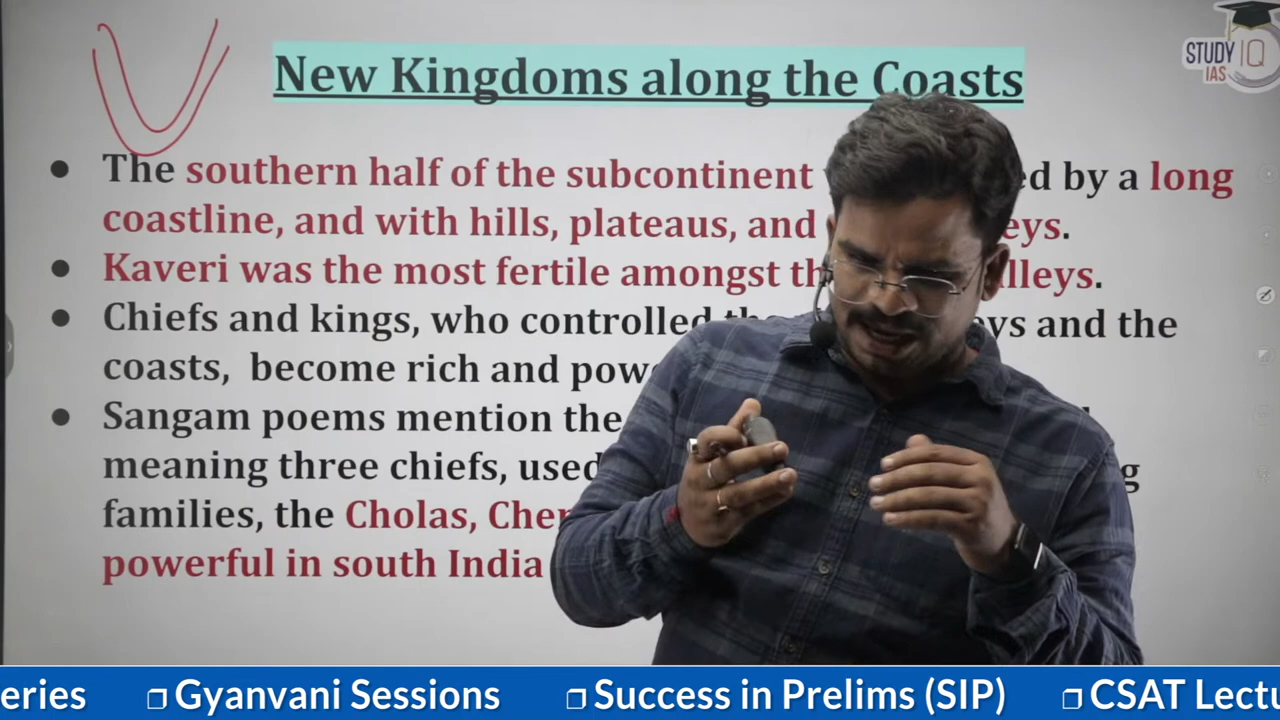 New Kingdoms along the Coasts
STUDY IQ
IAS
• The southern half of the subcontinent ed by a long
coastline, and with hills, plateaus, and eys.
• Kaveri was the most fertile amongst th lleys.
• Chiefs and kings, who controlled the eys and the
coasts, become rich and pow
• Sangam poems mention the
meaning three chiefs, used g
families, the Cholas, Cher
powerful in south India
eries ❐ Gyanvani Sessions ❐ Success in Prelims (SIP) ❐ CSAT Lectu